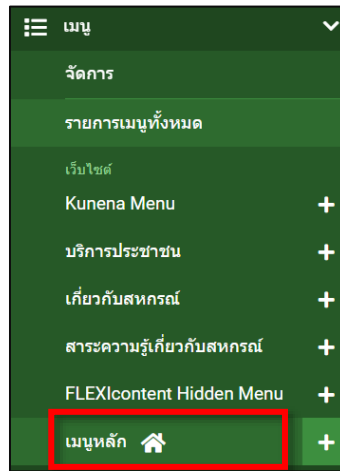 เมนู
จัดการ
รายการเมนูทั้งหมด
เว็บไซต์
Kunena Menu
บริการประชาชน
เกี่ยวกับสหกรณ์
สาระความรู้เกี่ยวกับสหกรณ์
FLEXIcontent Hidden Menu
เมนูหลัก